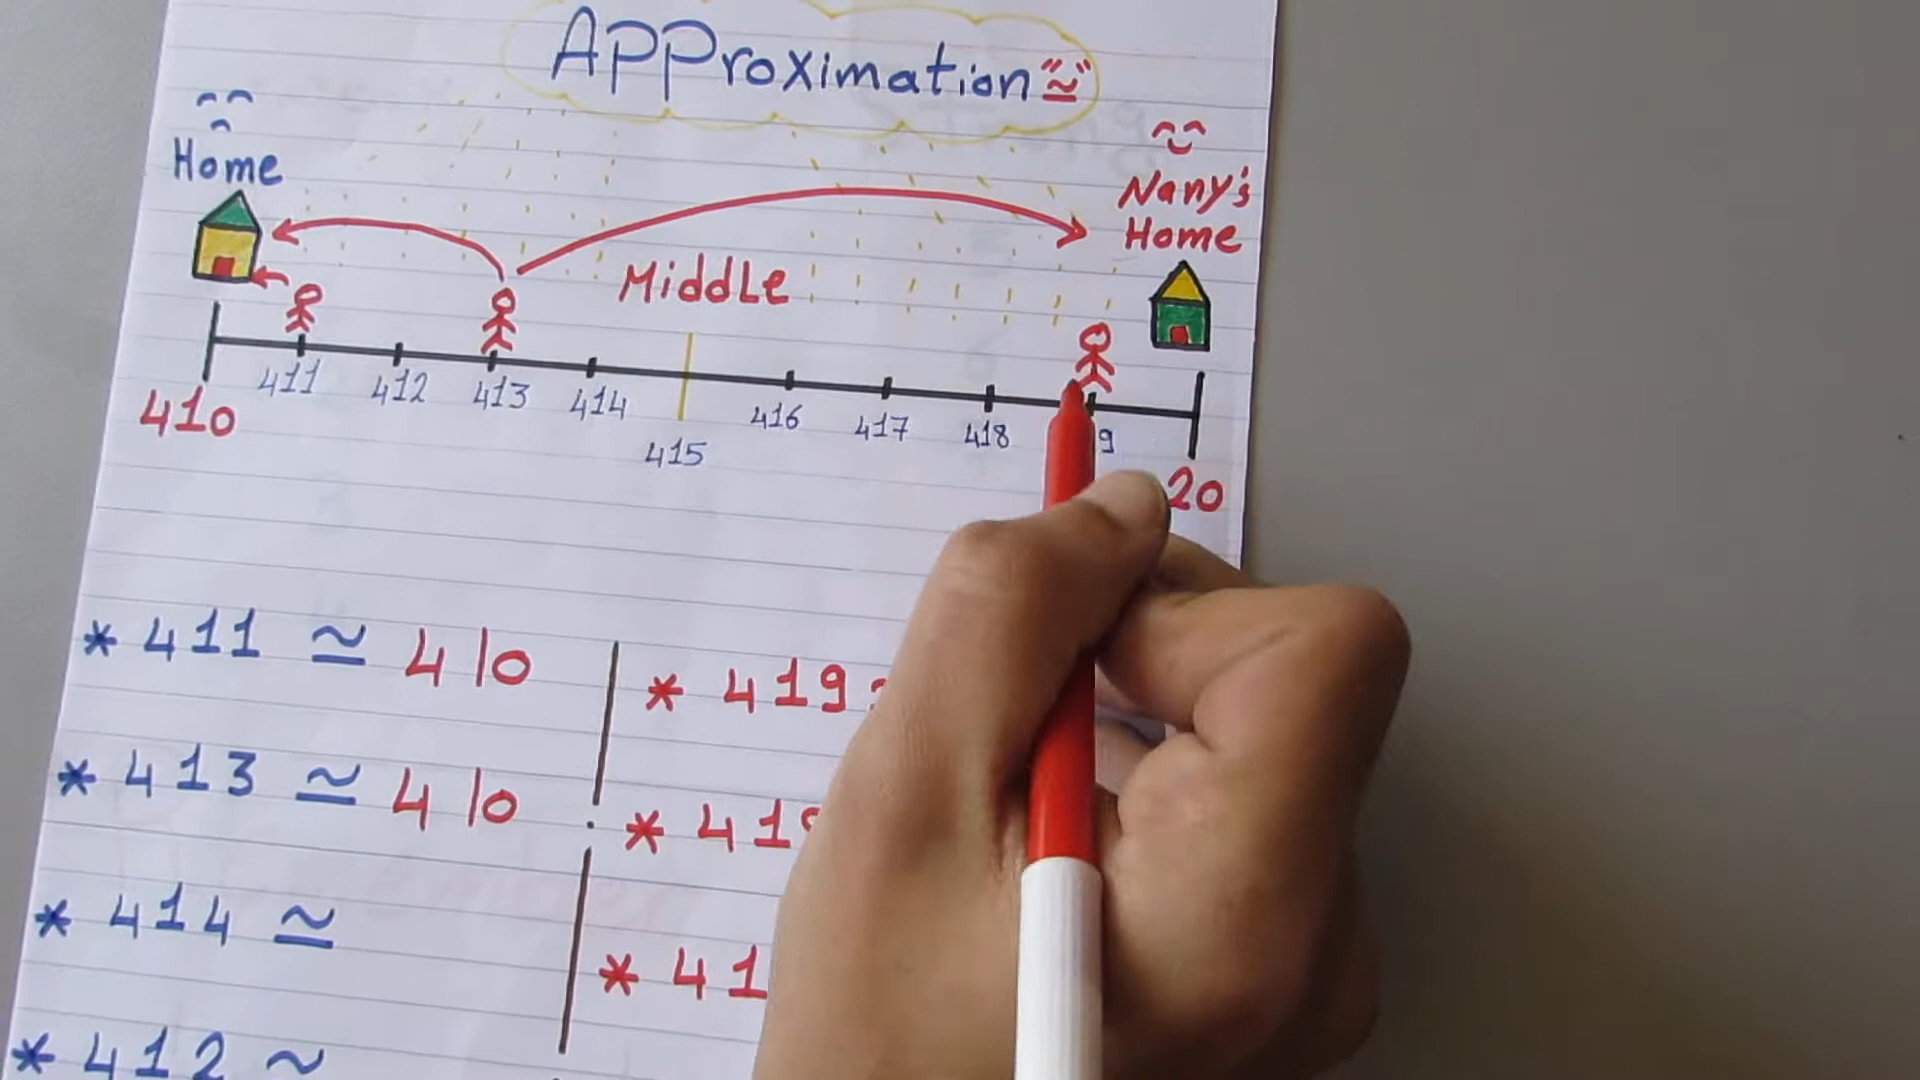 APProximation "≃"
Home
Nany's
Home
Middle
411 412 413 414 416 417 418 9
410 415 20
* 411 ≃ 410
* 419
* 413 ≃ 410
* 41
* 414 ≃
* 41
* 412 ~